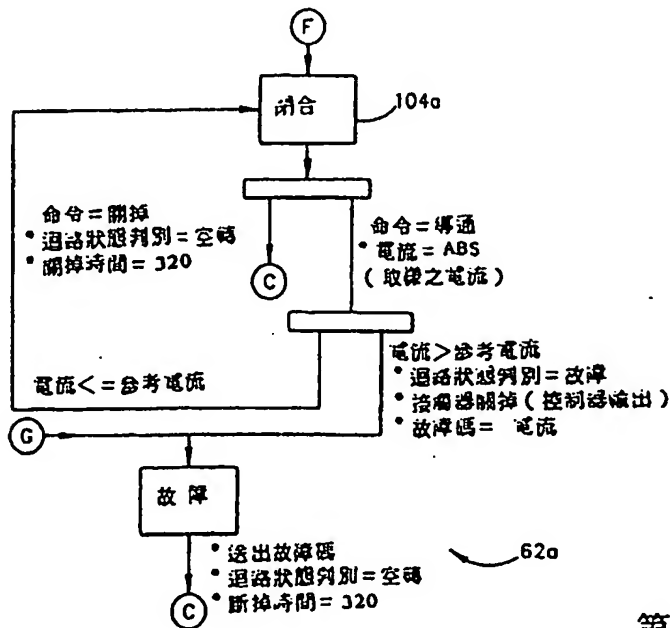 F
閉合
104a
命令=關掉
•迴路狀態判別=空轉
•關掉時間=320
命令=導通
•電流=ABS
(取樣之電流)
C
電流>參考電流
•迴路狀態判別=故障
•接觸器關掉(控制器輸出)
•故障碼= 電流
電流<=參考電流
G
故障
•送出故障碼
•迴路狀態判別=空轉
•斷掉時間=320
62a
C
第